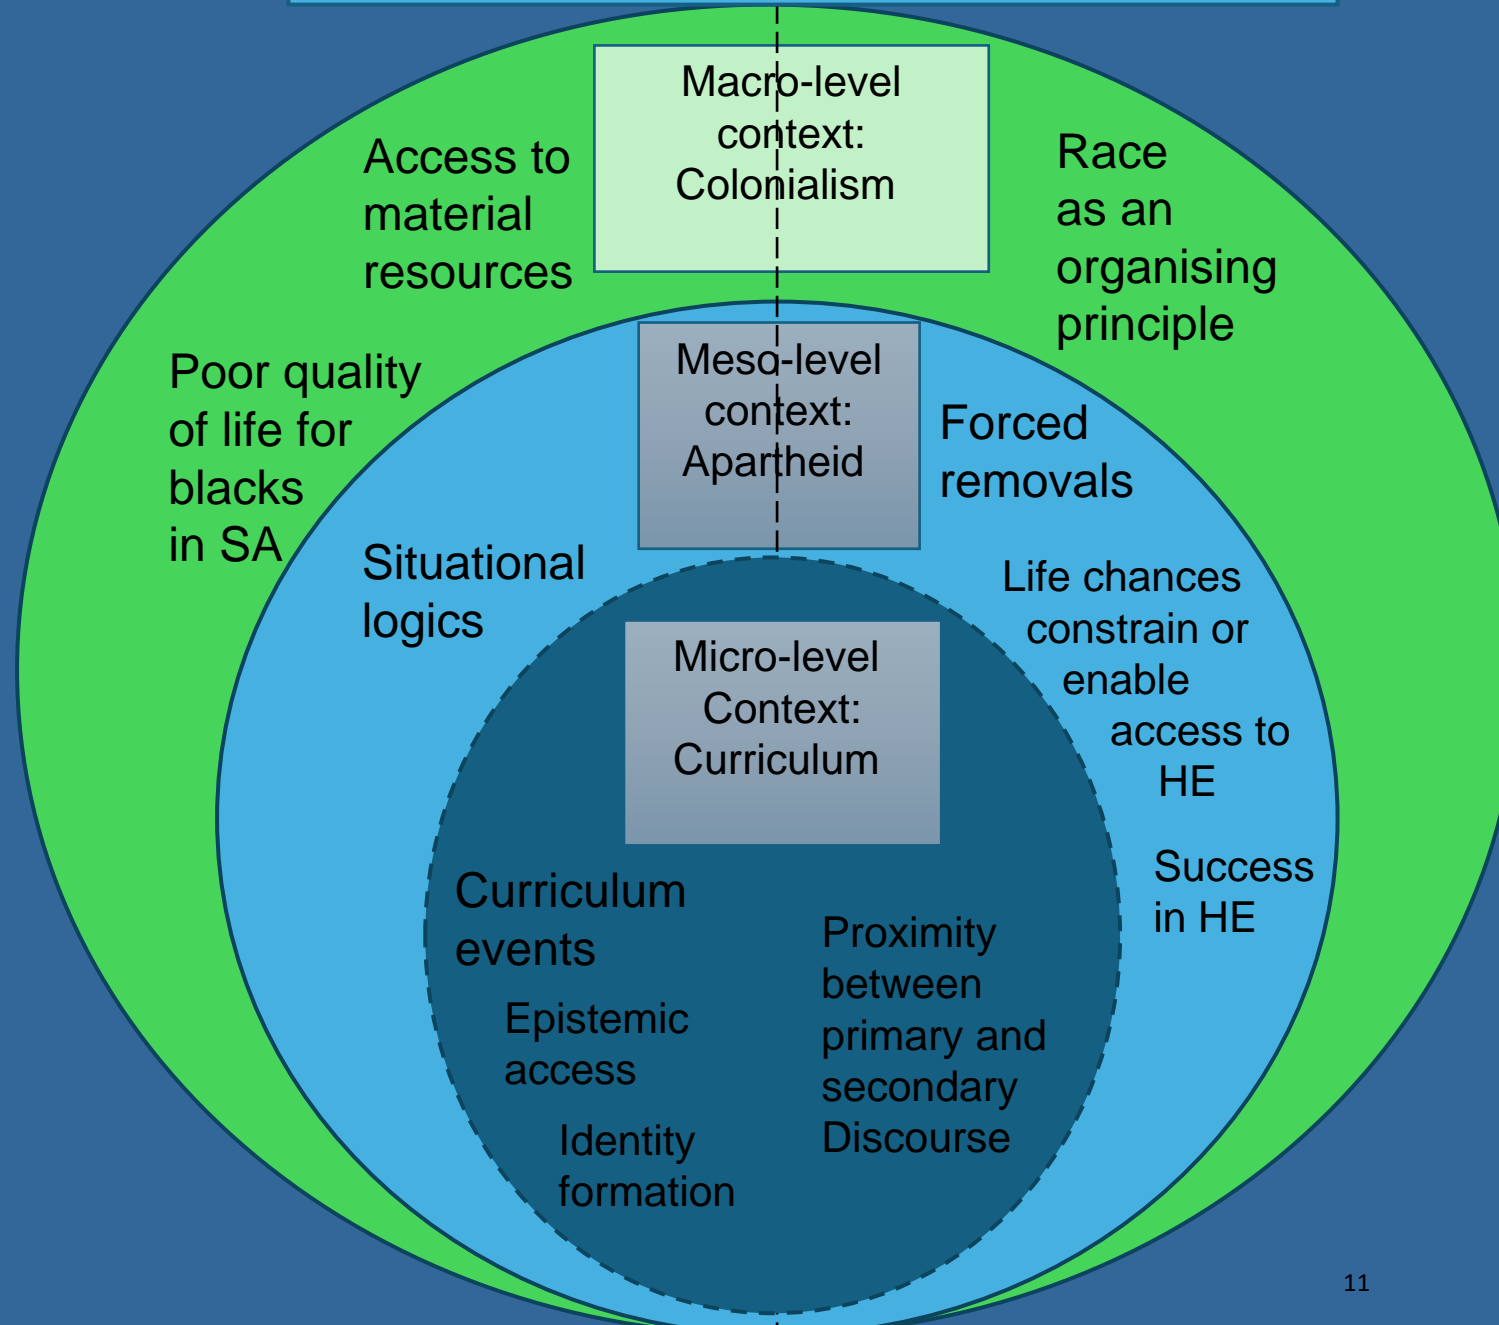 Macro-level
context:
Colonialism
Access to
material
resources
Race
as an
organising
principle
Poor quality
of life for
blacks
in SA
Meso-level
context:
Apartheid
Forced
removals
Situational
logics
Life chances
constrain or
enable
access to
HE
Success
in HE
Micro-level
Context:
Curriculum
Curriculum
events
Epistemic
access
Identity
formation
Proximity
between
primary and
secondary
Discourse
11